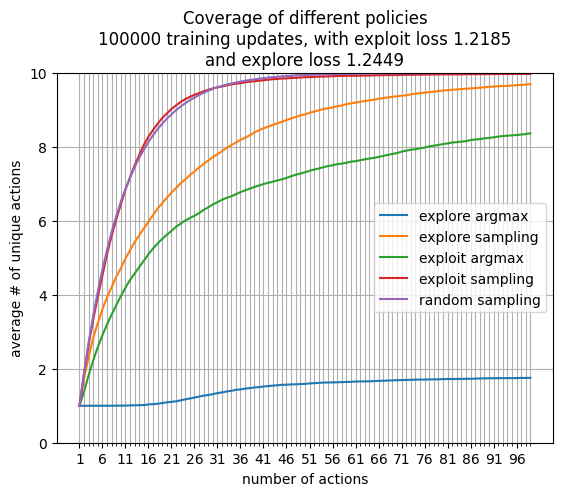 Coverage of different policies
100000 training updates, with exploit loss 1.2185
and explore loss 1.2449
average # of unique actions
10
8
6
4
2
0
explore argmax
explore sampling
exploit argmax
exploit sampling
random sampling
1 6 11 16 21 26 31 36 41 46 51 56 61 66 71 76 81 86 91 96
number of actions